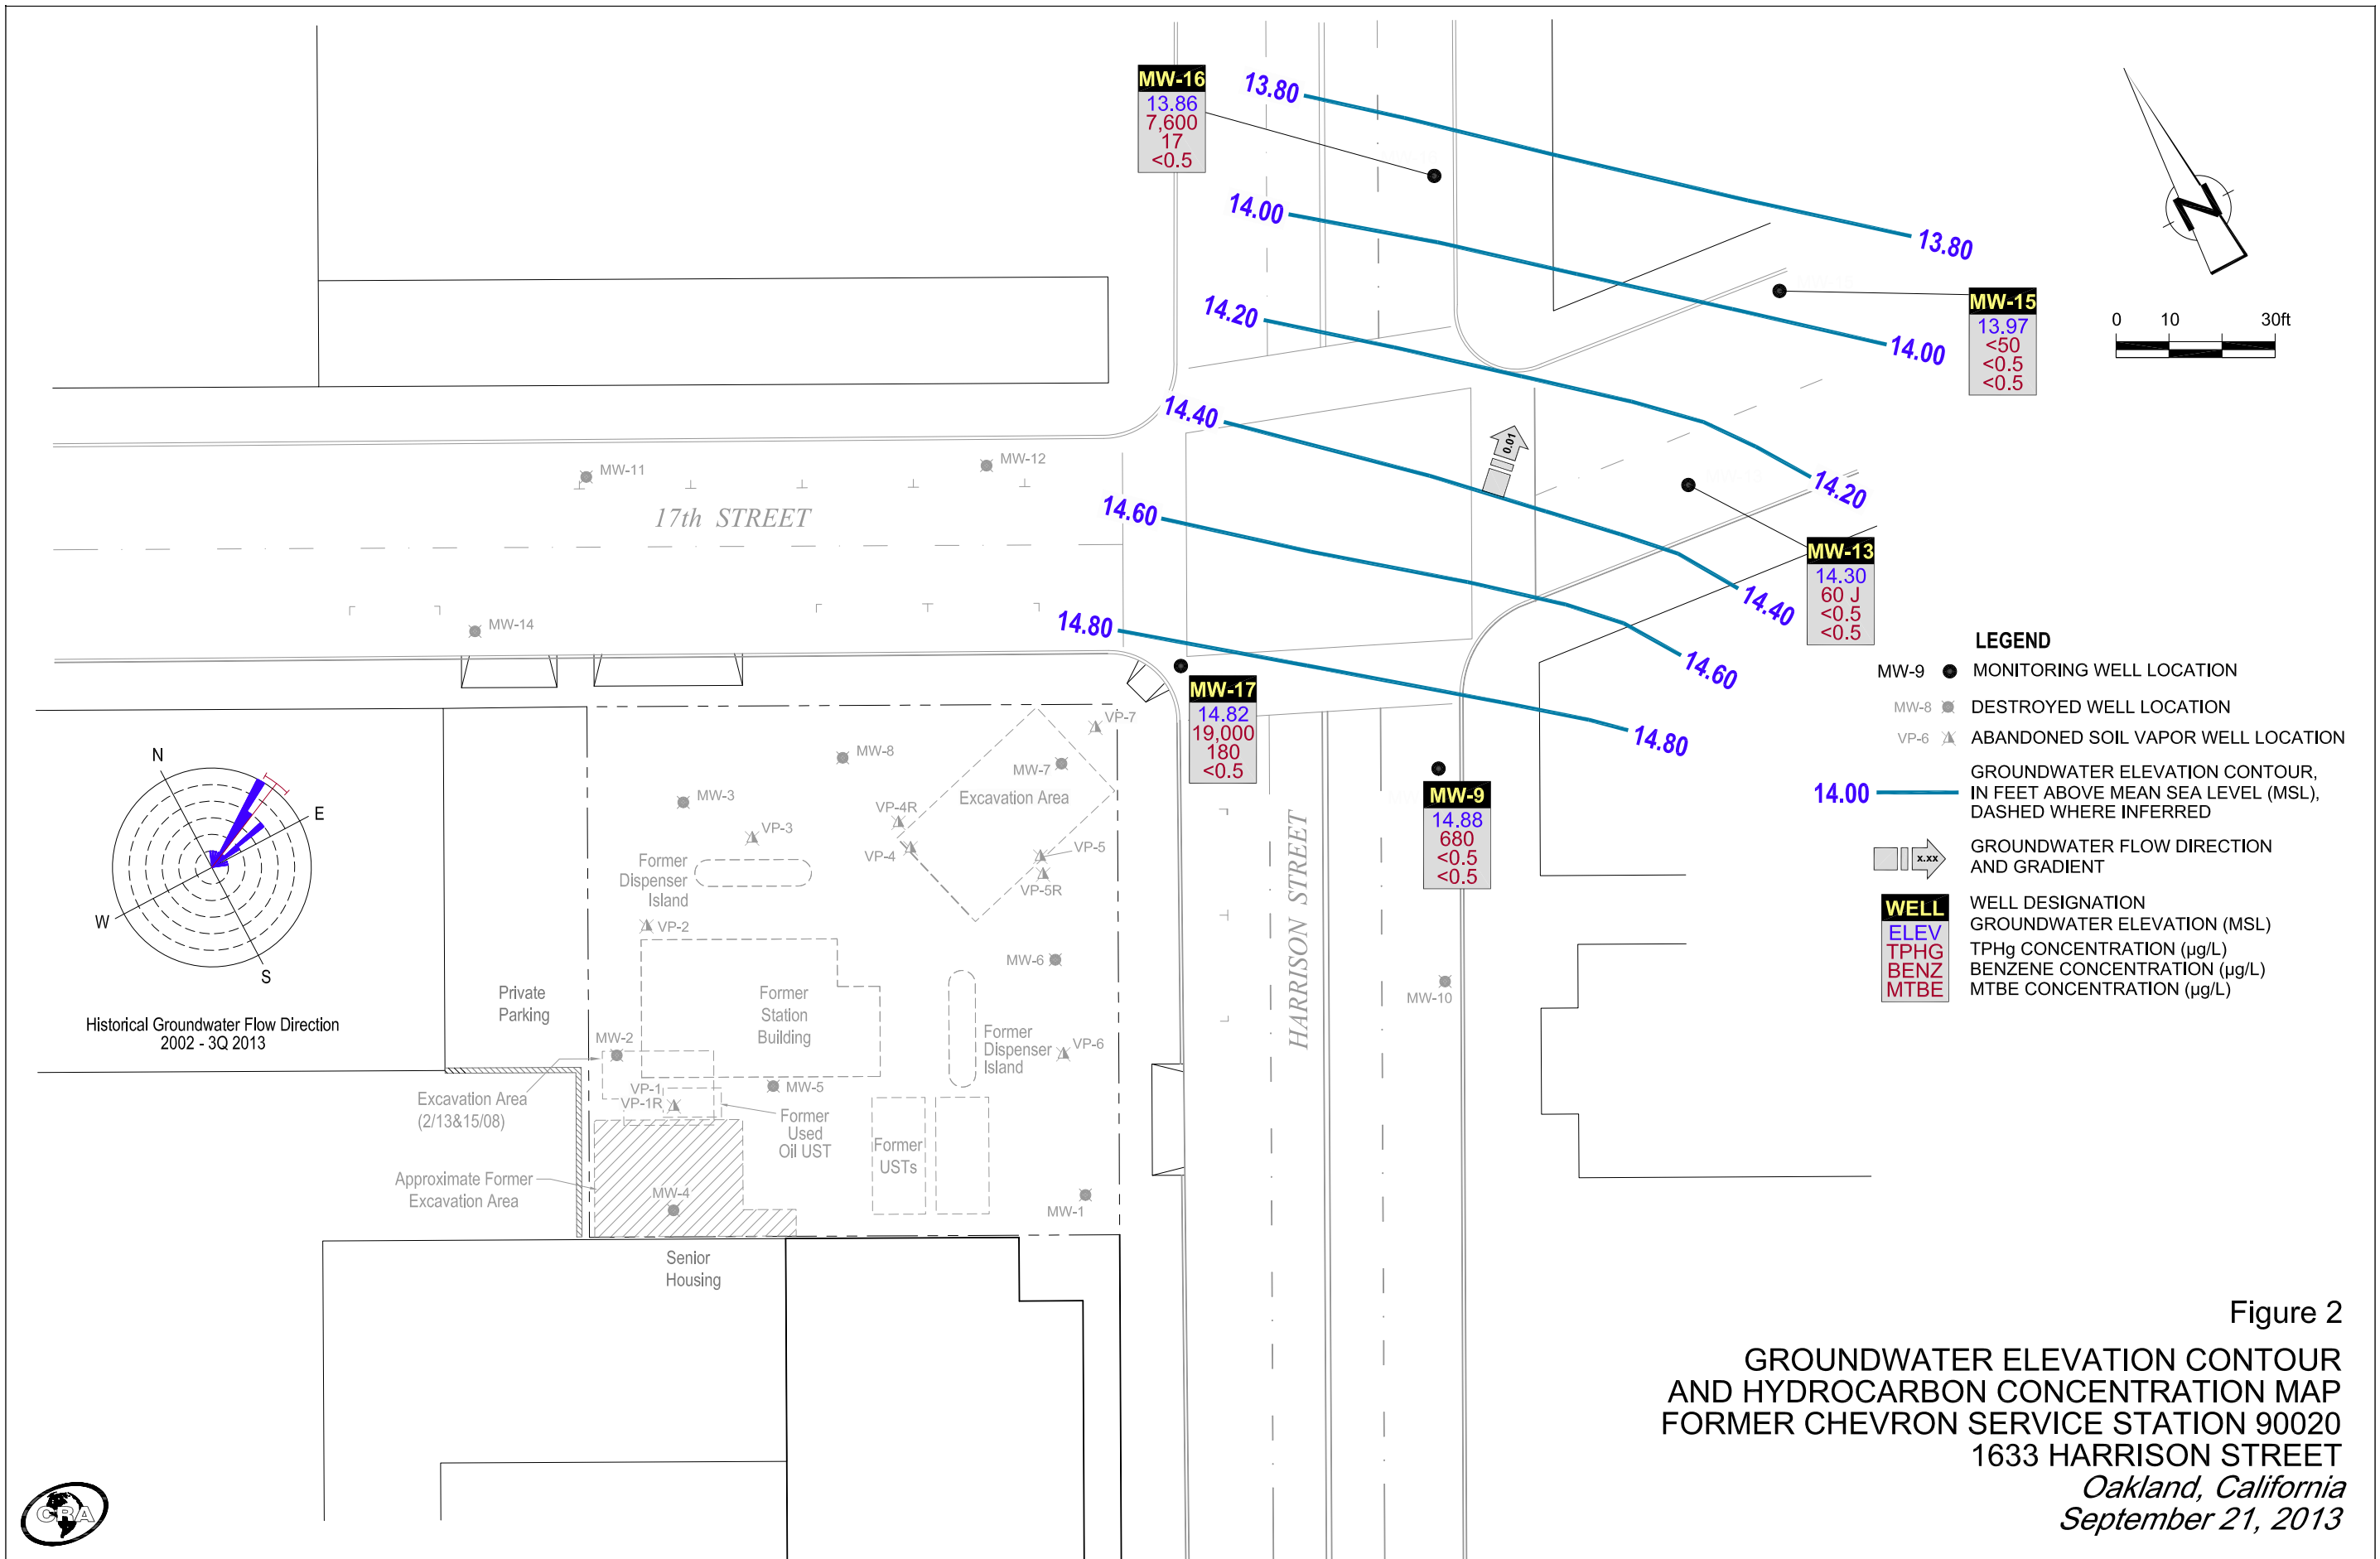 MW-16
13.86
7,600
17
<0.5
13.80
13.80
14.00
14.00
14.20
14.20
14.40
14.40
14.60
14.60
14.80
14.80
N
0 10 30ft
MW-15
13.97
<50
<0.5
<0.5
0.01
MW-13
14.30
60 J
<0.5
<0.5
MW-11
MW-12
17th STREET
MW-14
MW-17
14.82
19,000
180
<0.5
MW-9
14.88
680
<0.5
<0.5
HARRISON STREET
MW-10
LEGEND
MW-9 MONITORING WELL LOCATION
MW-8 DESTROYED WELL LOCATION
VP-6 ABANDONED SOIL VAPOR WELL LOCATION
14.00 GROUNDWATER ELEVATION CONTOUR,
IN FEET ABOVE MEAN SEA LEVEL (MSL),
DASHED WHERE INFERRED
x.xx GROUNDWATER FLOW DIRECTION
AND GRADIENT
WELL WELL DESIGNATION
ELEV GROUNDWATER ELEVATION (MSL)
TPHG TPHg CONCENTRATION (µg/L)
BENZ BENZENE CONCENTRATION (µg/L)
MTBE MTBE CONCENTRATION (µg/L)
N
E
W
S
Historical Groundwater Flow Direction
2002 - 3Q 2013
VP-7
MW-8
MW-7
Excavation Area
MW-3
VP-4R
VP-3
VP-4
VP-5
VP-5R
Former
Dispenser
Island
VP-2
MW-6
Private
Parking
Former
Station
Building
Former
Dispenser
Island
VP-6
MW-2
VP-1
VP-1R
MW-5
Excavation Area
(2/13&15/08)
Former
Used
Oil UST
Former
USTs
Approximate Former
Excavation Area
MW-4
MW-1
Senior
Housing
Figure 2
GROUNDWATER ELEVATION CONTOUR
AND HYDROCARBON CONCENTRATION MAP
FORMER CHEVRON SERVICE STATION 90020
1633 HARRISON STREET
Oakland, California
September 21, 2013
CRA